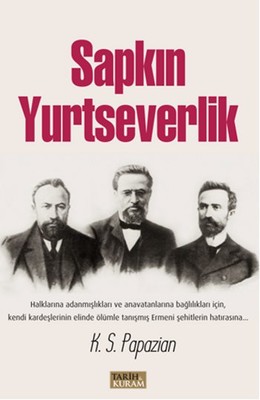 Sapkın
Yurtseverlik
Halklarına adanmışlıkları ve anavatanlarına bağlılıkları için,
kendi kardeşlerinin elinde ölümle tanışmış Ermeni şehitlerin hatırasına...
K. S. Papazian
TARİH
KURAM